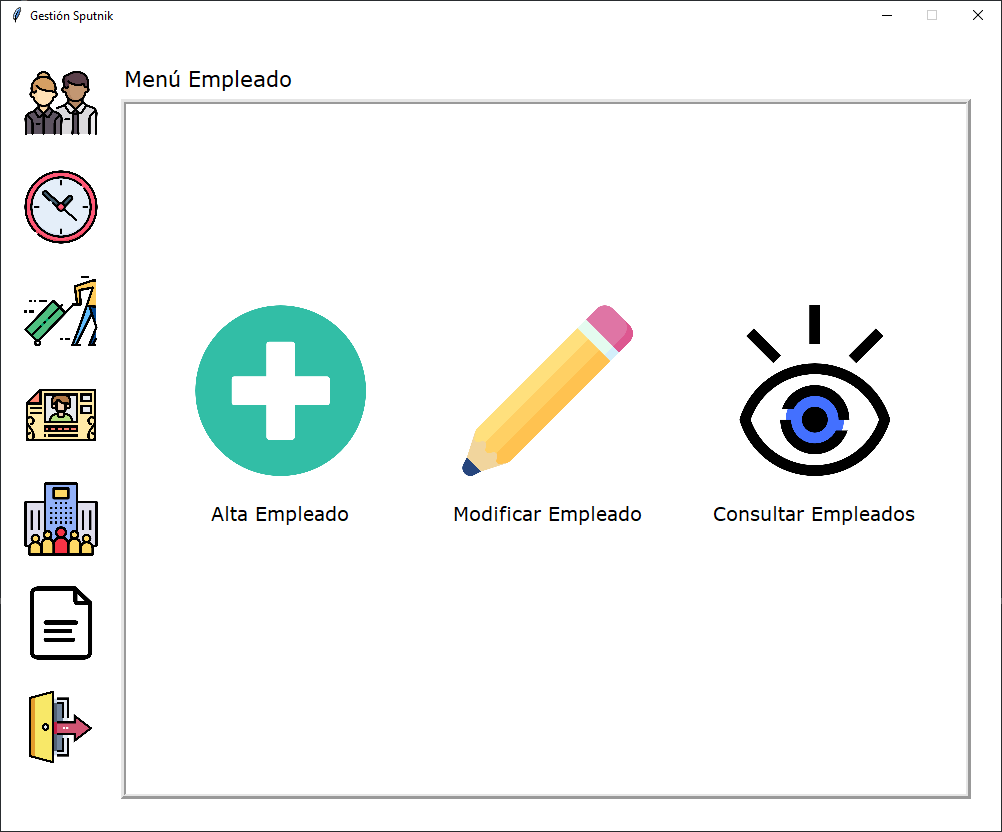 Gestión Sputnik
Menú Empleado
Alta Empleado
Modificar Empleado
Consultar Empleados